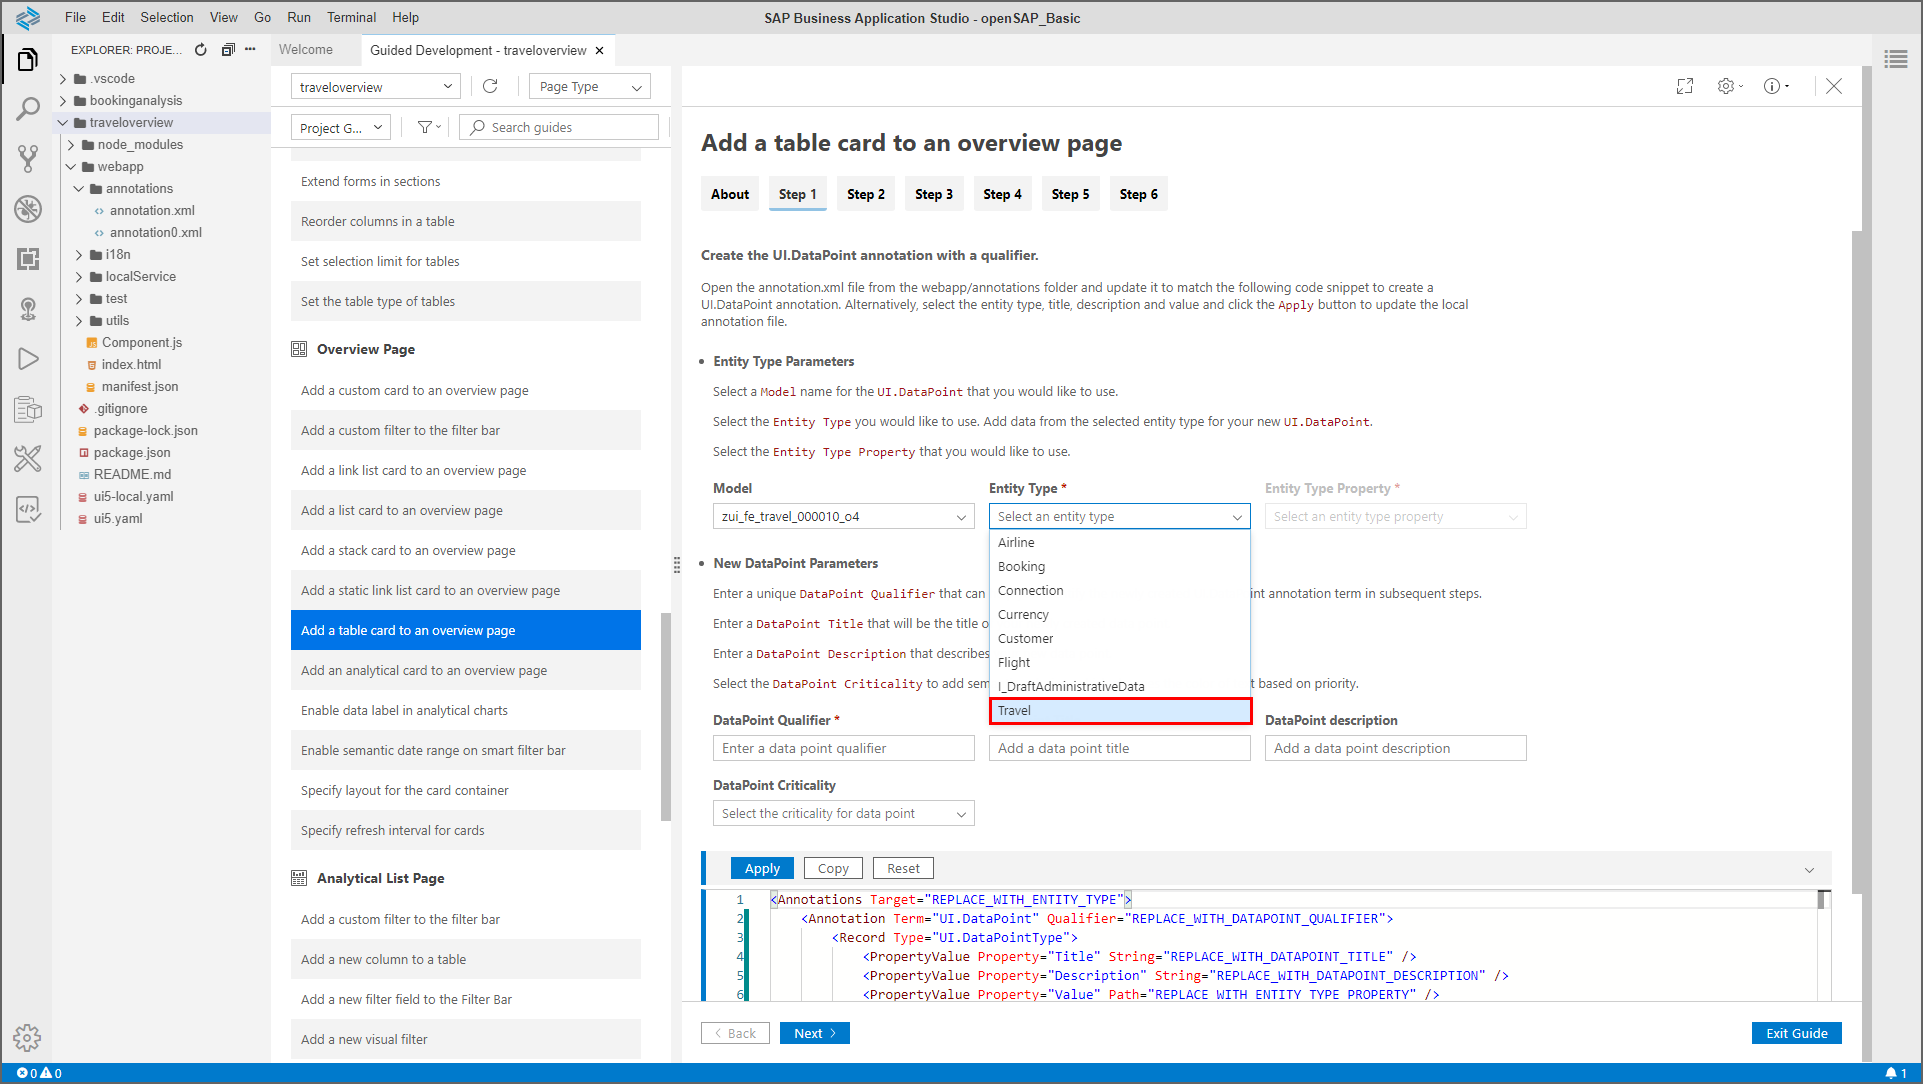 File Edit Selection View Go Run Terminal Help
SAP Business Application Studio - openSAP_Basic
EXPLORER: PROJE...
.vscode
bookinganalysis
traveloverview
node_modules
webapp
annotations
annotation.xml
annotation0.xml
i18n
localService
test
utils
Component.js
index.html
manifest.json
.gitignore
package-lock.json
package.json
README.md
ui5-local.yaml
ui5.yaml
Welcome
Guided Development - traveloverview
traveloverview
Page Type
Project G...
Search guides
Extend forms in sections
Reorder columns in a table
Set selection limit for tables
Set the table type of tables
Overview Page
Add a custom card to an overview page
Add a custom filter to the filter bar
Add a link list card to an overview page
Add a list card to an overview page
Add a stack card to an overview page
Add a static link list card to an overview page
Add a table card to an overview page
Add an analytical card to an overview page
Enable data label in analytical charts
Enable semantic date range on smart filter bar
Specify layout for the card container
Specify refresh interval for cards
Analytical List Page
Add a custom filter to the filter bar
Add a new column to a table
Add a new filter field to the Filter Bar
Add a new visual filter
Add a table card to an overview page
About Step 1 Step 2 Step 3 Step 4 Step 5 Step 6
Create the UI.DataPoint annotation with a qualifier.
Open the annotation.xml file from the webapp/annotations folder and update it to match the following code snippet to create a
UI.DataPoint annotation. Alternatively, select the entity type, title, description and value and click the Apply button to update the local
annotation file.
• Entity Type Parameters
Select a Model name for the UI.DataPoint that you would like to use.
Select the Entity Type you would like to use. Add data from the selected entity type for your new UI.DataPoint.
Select the Entity Type Property that you would like to use.
Model Entity Type * Entity Type Property *
zui_fe_travel_000010_o4 Select an entity type Select an entity type property
Airline
Booking
Connection
Currency
Customer
Flight
I_DraftAdministrativeData
Travel
• New DataPoint Parameters
Enter a unique DataPoint Qualifier that can int annotation term in subsequent steps.
Enter a DataPoint Title that will be the title o
Enter a DataPoint Description that describes
Select the DataPoint Criticality to add sem t based on priority.
DataPoint Qualifier * DataPoint description
Enter a data point qualifier Add a data point title Add a data point description
DataPoint Criticality
Select the criticality for data point
Apply Copy Reset
1 <Annotations Target="REPLACE_WITH_ENTITY_TYPE">
2 <Annotation Term="UI.DataPoint" Qualifier="REPLACE_WITH_DATAPOINT_QUALIFIER">
3 <Record Type="UI.DataPointType">
4 <PropertyValue Property="Title" String="REPLACE_WITH_DATAPOINT_TITLE" />
5 <PropertyValue Property="Description" String="REPLACE_WITH_DATAPOINT_DESCRIPTION" />
6 <PropertyValue Property="Value" Path="REPLACE_WITH_ENTITY_TYPE_PROPERTY" />
< Back Next > Exit Guide
0 0 1